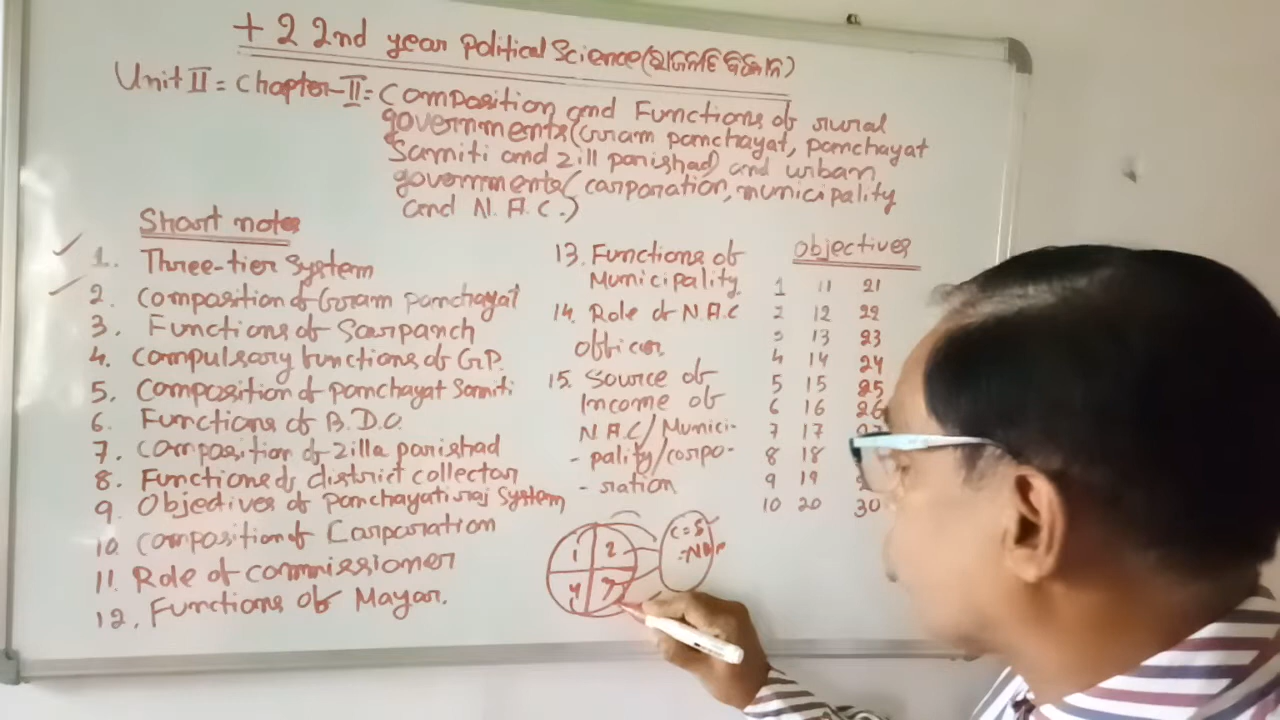 +2 2nd year Political Science (ରାଜନୀତି ବିଜ୍ଞାନ)
Unit II = Chapter-II = Composition and Functions of rural
governments (Gram panchayat, panchayat
Samiti and zill parishad) and urban
governments (corporation, municipality
and N.A.C.)
Short notes
1. Three-tier System
2. Composition of Gram panchayat
3. Functions of Sarpanch
4. Compulsory functions of G.P.
5. Composition of panchayat Samiti
6. Functions of B.D.O.
7. Composition of zilla parishad
8. Functions of district collector
9. Objectives of panchayatiraj System
10. composition of Corporation
11. Role of commissioner
12. Functions of Mayar.
13. Functions of
Municipality
14. Role of N.A.C
officer
15. Source of
Income of
N.A.C/Munici-
- pality/corpo-
- ration
Objectives
1 11 21
2 12 22
3 13 23
4 14 24
5 15 25
6 16 26
7 17
8 18
9 19
10 20 30
1 2
4 3
C = 5